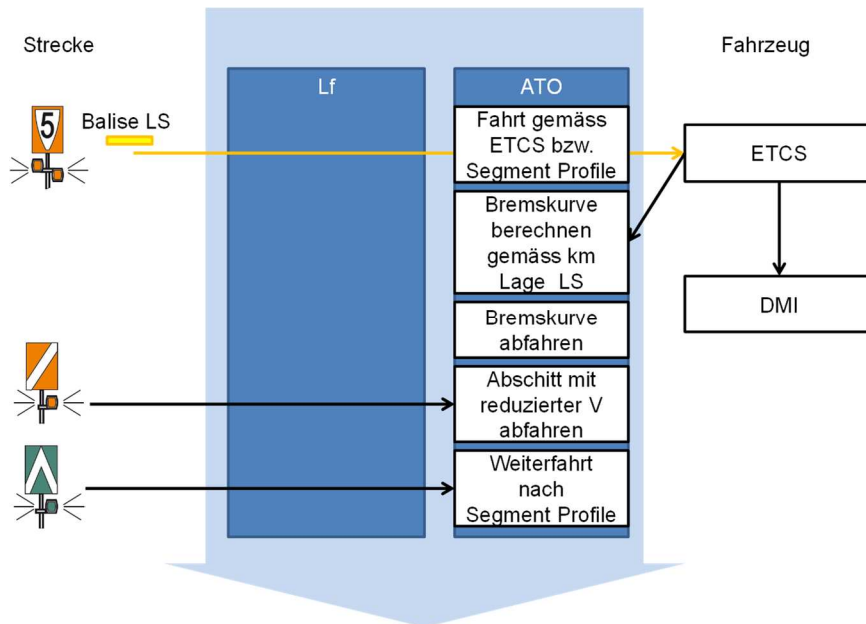 Strecke
Fahrzeug
Lf
ATO
5
Balise LS
Fahrt gemäss
ETCS bzw.
Segment Profile
ETCS
Bremskurve
berechnen
gemäss km
Lage LS
DMI
Bremskurve
abfahren
Abschitt mit
reduzierter V
abfahren
Weiterfahrt
nach
Segment Profile